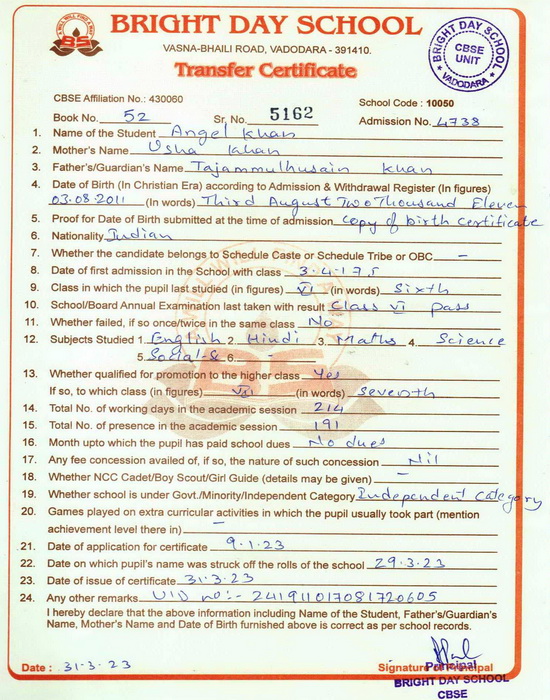 BRIGHT DAY SCHOOL
VASNA-BHAILI ROAD, VADODARA - 391410.
Transfer Certificate
BRIGHT DAY SCHOOL
CBSE
UNIT
VADODARA
CBSE Affiliation No.: 430060
School Code : 10050
Book No. 52 Sr. No. 5162 Admission No. 4738
1. Name of the Student Angel Khan
2. Mother's Name Usha Khan
3. Father's/Guardian's Name Tajammulhusain Khan
4. Date of Birth (In Christian Era) according to Admission & Withdrawal Register (In figures)
03.08.2011 (In words) Third August Two Thousand Eleven
5. Proof for Date of Birth submitted at the time of admission copy of birth certificate
6. Nationality Indian
7. Whether the candidate belongs to Schedule Caste or Schedule Tribe or OBC -
8. Date of first admission in the School with class 3-4-17,5
9. Class in which the pupil last studied (in figures) VI (in words) Sixth
10. School/Board Annual Examination last taken with result Class VI pass
11. Whether failed, if so once/twice in the same class No
12. Subjects Studied 1. English 2. Hindi 3. Maths 4. Science
5. Social-S 6. -
13. Whether qualified for promotion to the higher class Yes
If so, to which class (in figures) VII (in words) Seventh
14. Total No. of working days in the academic session 214
15. Total No. of presence in the academic session 191
16. Month upto which the pupil has paid school dues No dues
17. Any fee concession availed of, if so, the nature of such concession Nil
18. Whether NCC Cadet/Boy Scout/Girl Guide (details may be given) -
19. Whether school is under Govt./Minority/Independent Category Independent category
20. Games played on extra curricular activities in which the pupil usually took part (mention
achievement level there in) -
21. Date of application for certificate 9.1.23
22. Date on which pupil's name was struck off the rolls of the school 29.3.23
23. Date of issue of certificate 31.3.23
24. Any other remarks UID no:- 241911017081720605
I hereby declare that the above information including Name of the Student, Father's/Guardian's
Name, Mother's Name and Date of Birth furnished above is correct as per school records.
Date : 31.3.23
Signature of Principal
Principal
BRIGHT DAY SCHOOL
CBSE